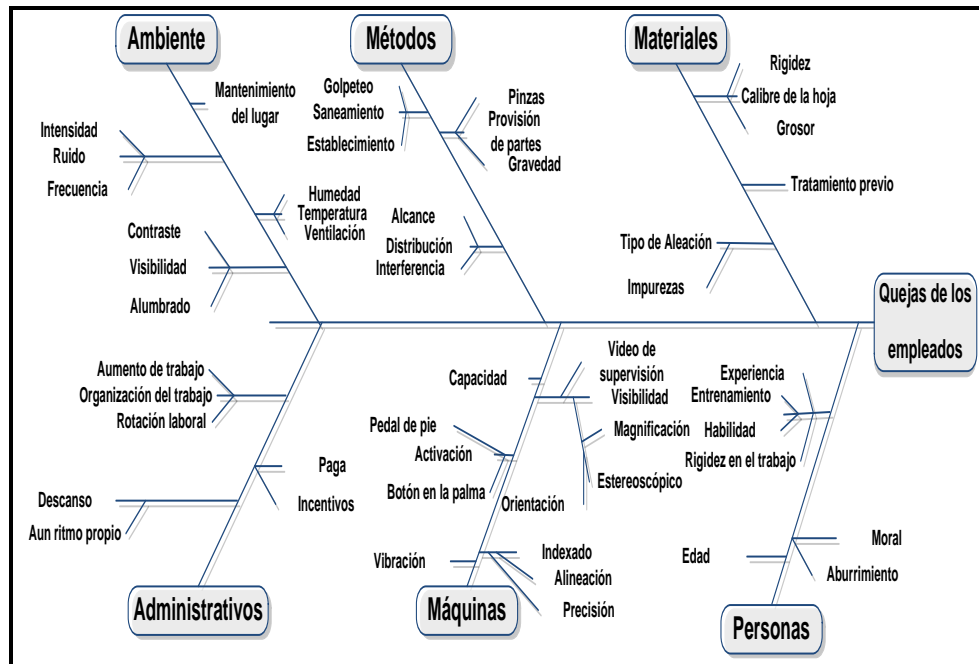 Ambiente
Métodos
Materiales
Mantenimiento
del lugar
Intensidad
Ruido
Frecuencia
Humedad
Temperatura
Ventilación
Contraste
Visibilidad
Alumbrado
Golpeteo
Saneamiento
Establecimiento
Pinzas
Provisión
de partes
Gravedad
Alcance
Distribución
Interferencia
Rigidez
Calibre de la hoja
Grosor
Tratamiento previo
Tipo de Aleación
Impurezas
Quejas de los
empleados
Aumento de trabajo
Organización del trabajo
Rotación laboral
Paga
Incentivos
Descanso
Aun ritmo propio
Capacidad
Video de
supervisión
Visibilidad
Magnificación
Estereoscópico
Orientación
Pedal de pie
Activación
Botón en la palma
Vibración
Indexado
Alineación
Precisión
Experiencia
Entrenamiento
Habilidad
Rigidez en el trabajo
Edad
Moral
Aburrimiento
Administrativos
Máquinas
Personas